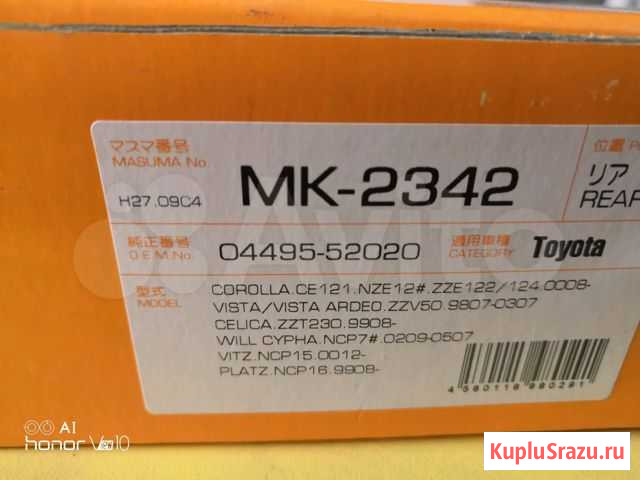 マスマ番号
MASUMA No.
MK-2342
位置
リア
REAR
H27.09C4
純正番号
O.E.M.No.
04495-52020
適用車種
CATEGORY
Toyota
型式
MODEL
COROLLA.CE121.NZE12#.ZZE122/124.0008-
VISTA/VISTA ARDEO.ZZV50.9807-0307
CELICA.ZZT230.9908-
WILL CYPHA.NCP7#.0209-0507
VITZ.NCP15.0012-
PLATZ.NCP16.9908-
4560116980291
Avito
AI
honor View10
KupluSrazu.ru